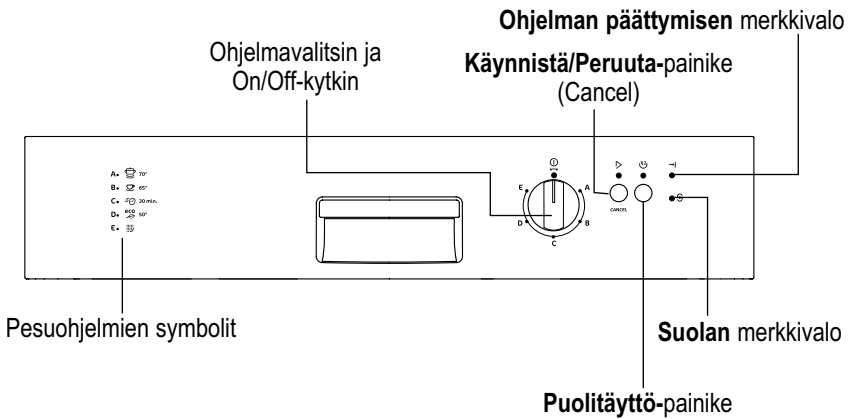 Ohjelman päättymisen merkkivalo
Ohjelmavalitsin ja
On/Off-kytkin
Käynnistä/Peruuta-painike
(Cancel)
A. 70°
B. 65°
C. 30 min.
D. eco 50°
E.
E A
D B
C
CANCEL
Pesuohjelmien symbolit
Suolan merkkivalo
Puolitäyttö-painike